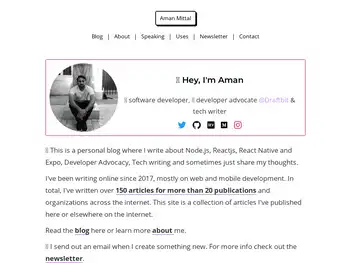 Aman Mittal
Blog | About | Speaking | Uses | Newsletter | Contact
Hey, I'm Aman
software developer, developer advocate @Draftbit &
tech writer
This is a personal blog where I write about Node.js, Reactjs, React Native and
Expo, Developer Advocacy, Tech writing and sometimes just share my thoughts.
I've been writing online since 2017, mostly on web and mobile development. In
total, I've written over 150 articles for more than 20 publications and
organizations across the internet. This site is a collection of articles I've published
here or elsewhere on the internet.
Read the blog here or learn more about me.
I send out an email when I create something new. For more info check out the
newsletter.